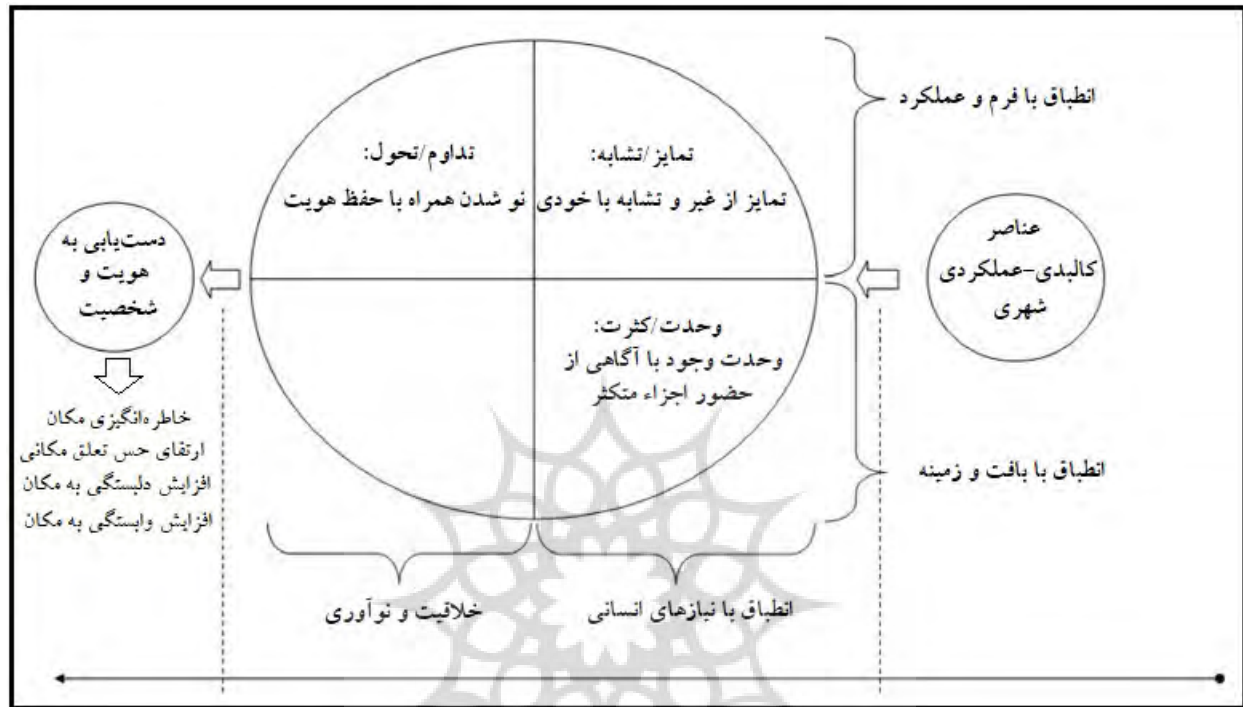 انطباق با فرم و عملکرد
تمایز/تشابه:
تمایز از غیر و تشابه با خودی
تداوم/تحول:
نو شدن همراه با حفظ هویت
عناصر
کالبدی-عملکردی
شهری
دست‌یابی به
هویت و
شخصیت
وحدت/کثرت:
وحدت وجود با آگاهی از
حضور اجزاء متکثر
خاطره‌انگیزی مکان
ارتقای حس تعلق مکانی
افزایش دلبستگی به مکان
افزایش وابستگی به مکان
انطباق با بافت و زمینه
انطباق با نیازهای انسانی
خلاقیت و نوآوری